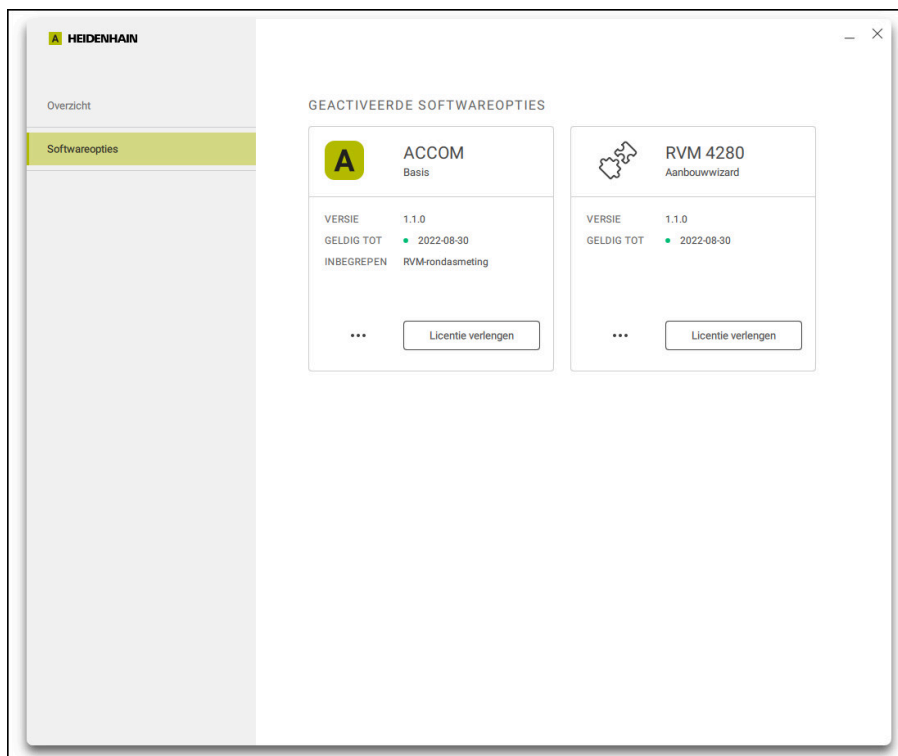 A HEIDENHAIN
Overzicht
Softwareopties
GEACTIVEERDE SOFTWAREOPTIES
A
ACCOM
Basis
VERSIE 1.1.0
GELDIG TOT 2022-08-30
INBEGREPEN RVM-rondasmeting
Licentie verlengen
RVM 4280
Aanbouwwizard
VERSIE 1.1.0
GELDIG TOT 2022-08-30
Licentie verlengen